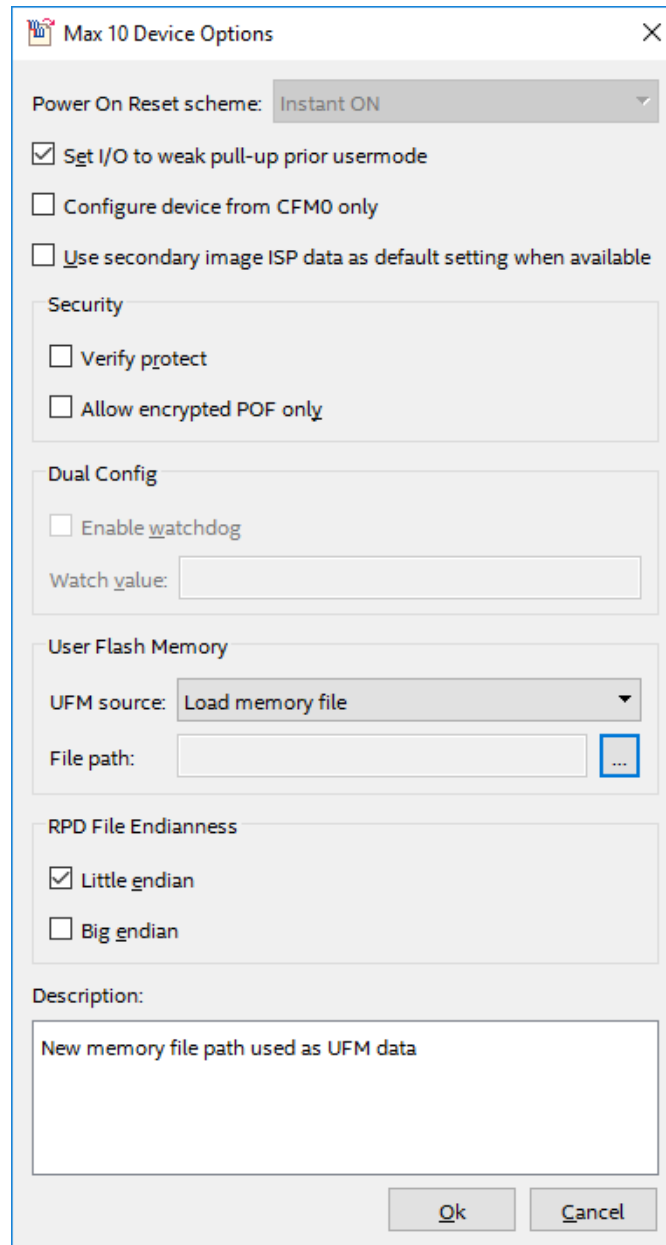 Max 10 Device Options
Power On Reset scheme: Instant ON
Set I/O to weak pull-up prior usermode
Configure device from CFM0 only
Use secondary image ISP data as default setting when available
Security
Verify protect
Allow encrypted POF only
Dual Config
Enable watchdog
Watch value:
User Flash Memory
UFM source: Load memory file
File path: ...
RPD File Endianness
Little endian
Big endian
Description:
New memory file path used as UFM data
Ok Cancel